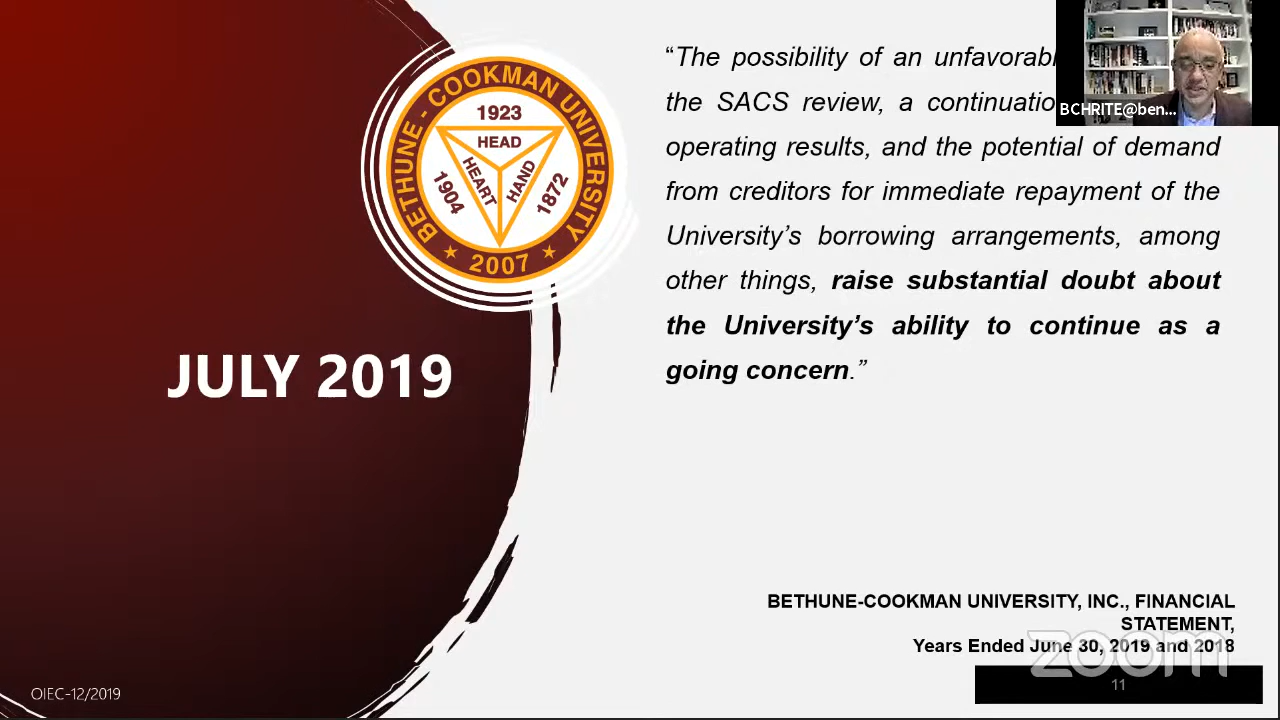 BETHUNE - COOKMAN UNIVERSITY
1923
HEAD
HEART
HAND
1904
1872
★ 2007 ★
JULY 2019
“The possibility of an
the SACS review, a
operating results, and the potential of demand
from creditors for immediate repayment of the
University’s borrowing arrangements, among
other things, raise substantial doubt about
the University’s ability to continue as a
going concern.”
BCHRITE@ben...
BETHUNE-COOKMAN UNIVERSITY, INC., FINANCIAL
STATEMENT,
Years Ended June 30, 2019 and 2018
zoom
OIEC-12/2019
11